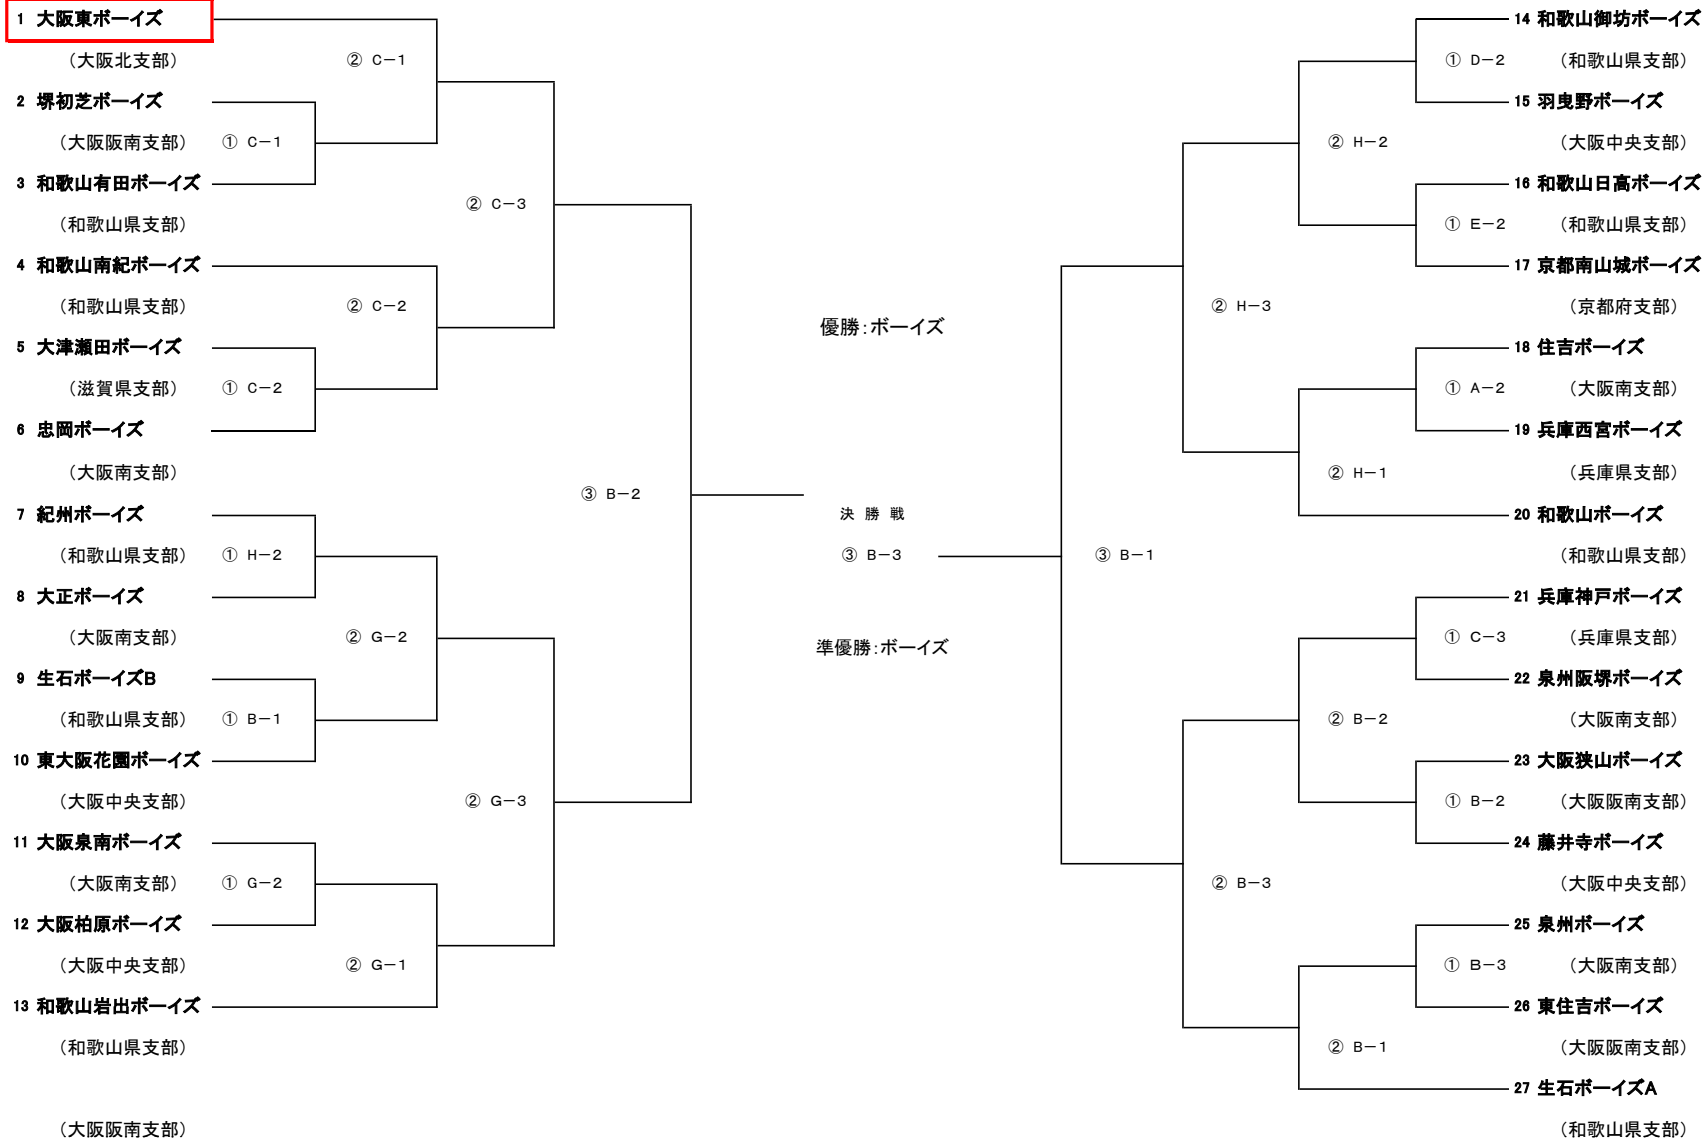 1 大阪東ボーイズ
（大阪北支部）
② C－1
2 堺初芝ボーイズ
（大阪阪南支部）
① C－1
3 和歌山有田ボーイズ
（和歌山県支部）
② C－3
4 和歌山南紀ボーイズ
（和歌山県支部）
② C－2
5 大津瀬田ボーイズ
（滋賀県支部）
① C－2
6 忠岡ボーイズ
（大阪南支部）
③ B－2
7 紀州ボーイズ
（和歌山県支部）
① H－2
8 大正ボーイズ
（大阪南支部）
② G－2
9 生石ボーイズB
（和歌山県支部）
① B－1
10 東大阪花園ボーイズ
（大阪中央支部）
② G－3
11 大阪泉南ボーイズ
（大阪南支部）
① G－2
12 大阪柏原ボーイズ
（大阪中央支部）
② G－1
13 和歌山岩出ボーイズ
（和歌山県支部）
（大阪阪南支部）
優勝：ボーイズ
決 勝 戦
③ B－3
準優勝：ボーイズ
14 和歌山御坊ボーイズ
① D－2
（和歌山県支部）
15 羽曳野ボーイズ
② H－2
（大阪中央支部）
16 和歌山日高ボーイズ
① E－2
（和歌山県支部）
17 京都南山城ボーイズ
② H－3
（京都府支部）
18 住吉ボーイズ
① A－2
（大阪南支部）
19 兵庫西宮ボーイズ
② H－1
（兵庫県支部）
20 和歌山ボーイズ
③ B－1
（和歌山県支部）
21 兵庫神戸ボーイズ
① C－3
（兵庫県支部）
22 泉州阪堺ボーイズ
② B－2
（大阪南支部）
23 大阪狭山ボーイズ
① B－2
（大阪阪南支部）
24 藤井寺ボーイズ
② B－3
（大阪中央支部）
25 泉州ボーイズ
① B－3
（大阪南支部）
26 東住吉ボーイズ
② B－1
（大阪阪南支部）
27 生石ボーイズA
（和歌山県支部）